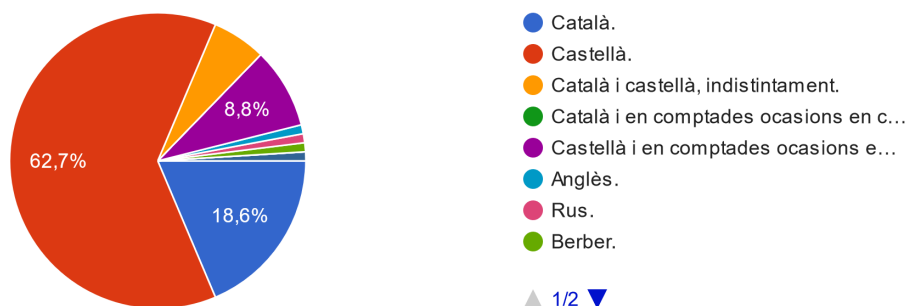 Català.
Castellà.
Català i castellà, indistintament.
Català i en comptades ocasions en c…
Castellà i en comptades ocasions e…
Anglès.
Rus.
Berber.
1/2
62,7%
8,8%
18,6%